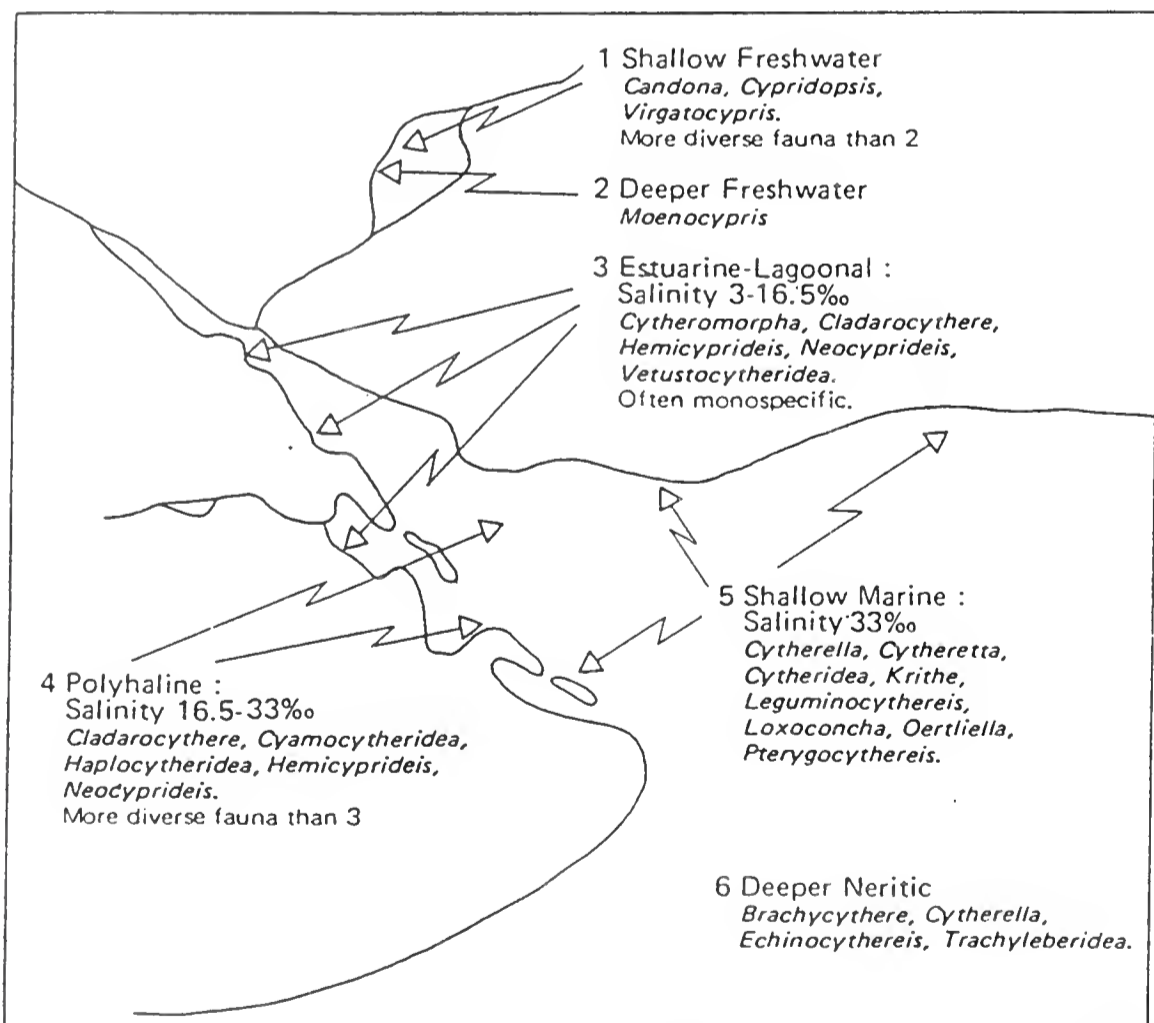 1 Shallow Freshwater
Candona, Cypridopsis,
Virgatocypris.
More diverse fauna than 2
2 Deeper Freshwater
Moenocypris
3 Estuarine-Lagoonal :
Salinity 3-16.5‰
Cytheromorpha, Cladarocythere,
Hemicyprideis, Neocyprideis,
Vetustocytheridea.
Often monospecific.
4 Polyhaline :
Salinity 16.5-33‰
Cladarocythere, Cyamocytheridea,
Haplocytheridea, Hemicyprideis,
Neocyprideis.
More diverse fauna than 3
5 Shallow Marine :
Salinity 33‰
Cytherella, Cytheretta,
Cytheridea, Krithe,
Leguminocythereis,
Loxoconcha, Oertliella,
Pterygocythereis.
6 Deeper Neritic
Brachycythere, Cytherella,
Echinocythereis, Trachyleberidea.